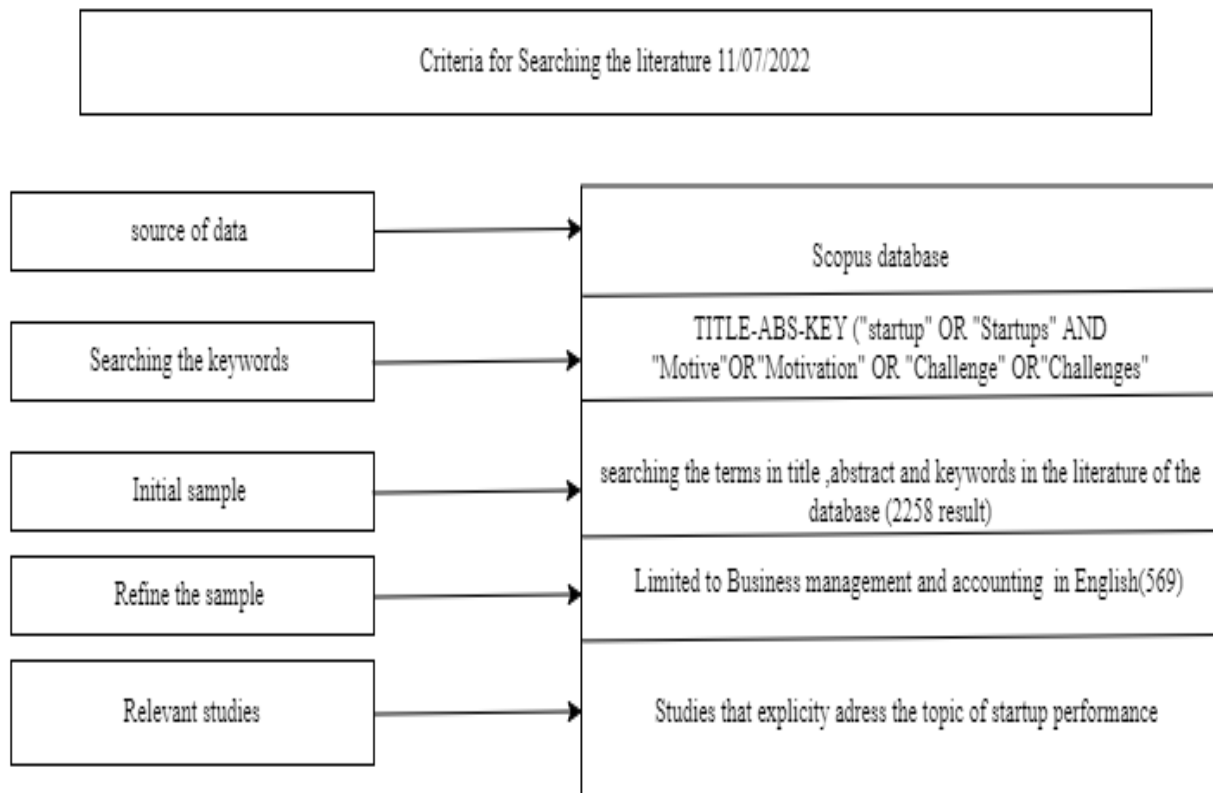 Criteria for Searching the literature 11/07/2022
source of data
Scopus database
Searching the keywords
TITLE-ABS-KEY ("startup" OR "Startups" AND
"Motive"OR"Motivation" OR "Challenge" OR"Challenges"
Initial sample
searching the terms in title ,abstract and keywords in the literature of the
database (2258 result)
Refine the sample
Limited to Business management and accounting in English(569)
Relevant studies
Studies that explicity adress the topic of startup performance